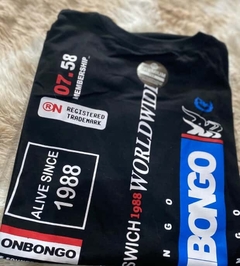 07.58
MEMBERSHIP.
RN REGISTERED
TRADEMARK
ALIVE SINCE
1988
ONBONGO
SWICH 1988 WORLDWIDE
BONGO
N G O